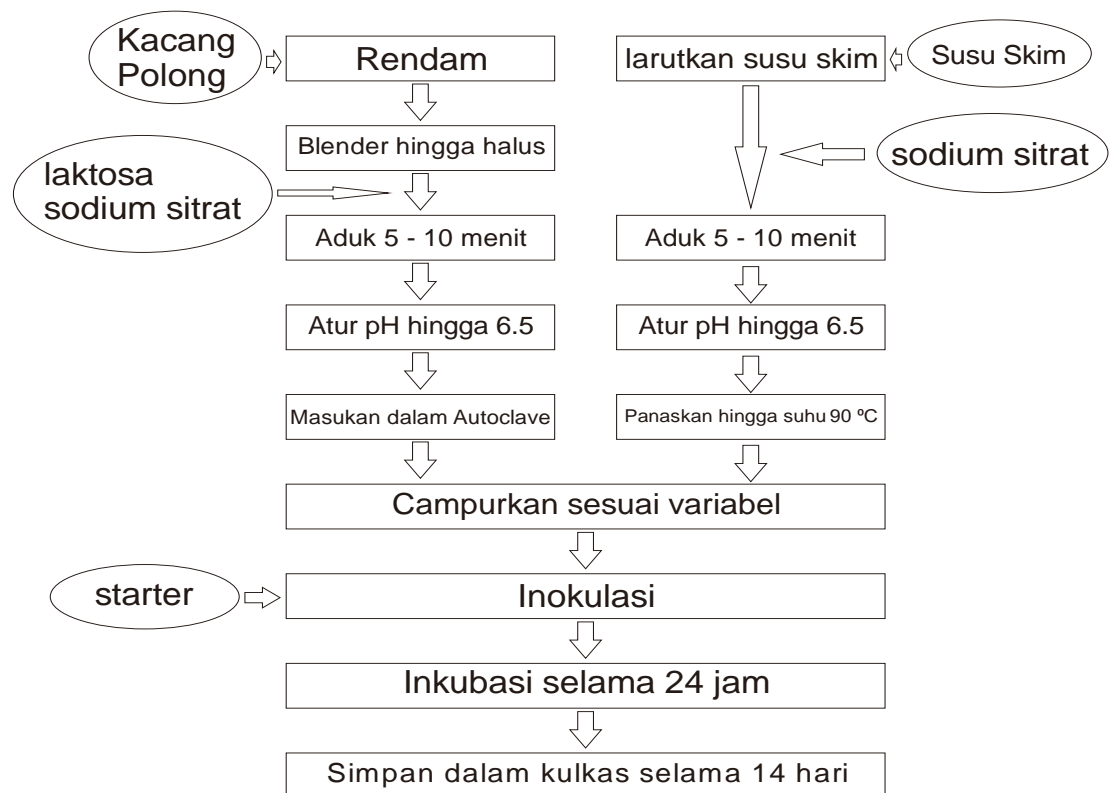 Kacang
Polong
Rendam
larutkan susu skim
Susu Skim
Blender hingga halus
laktosa
sodium sitrat
sodium sitrat
Aduk 5 - 10 menit
Aduk 5 - 10 menit
Atur pH hingga 6.5
Atur pH hingga 6.5
Masukan dalam Autoclave
Panaskan hingga suhu 90 ºC
Campurkan sesuai variabel
starter
Inokulasi
Inkubasi selama 24 jam
Simpan dalam kulkas selama 14 hari